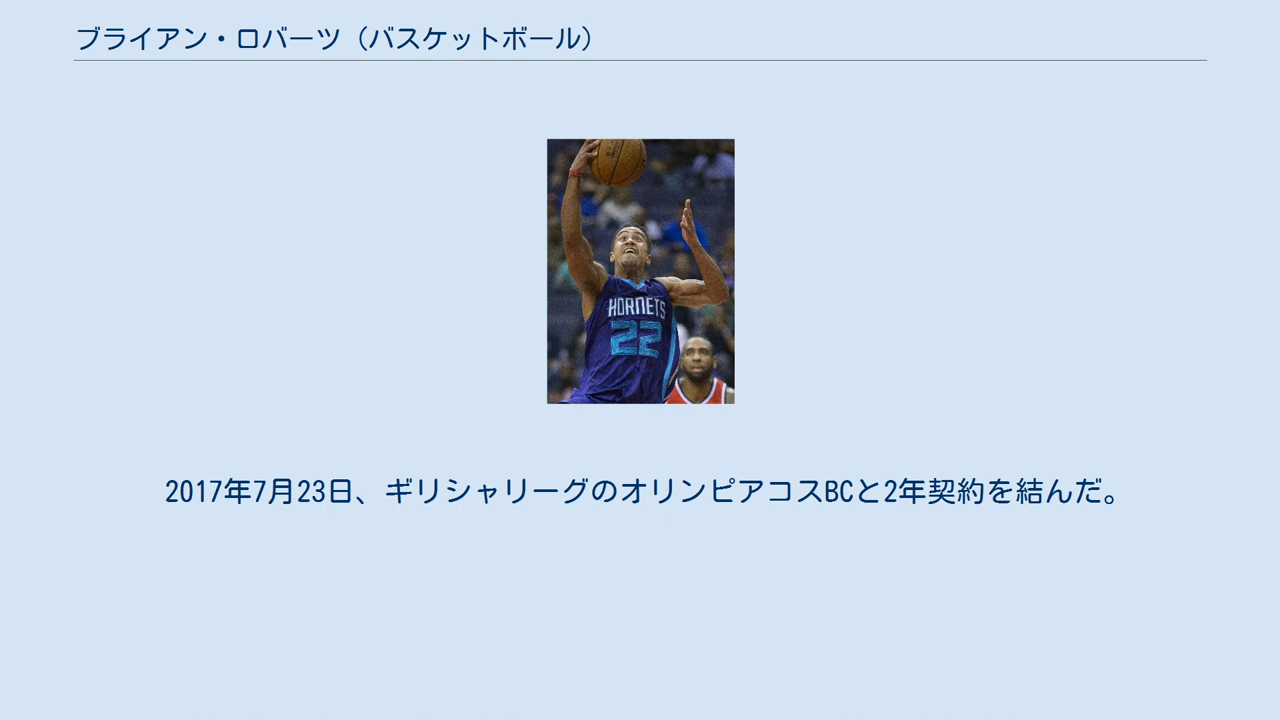 ブライアン・ロバーツ（バスケットボール）
HORNETS
22
2017年7月23日、ギリシャリーグのオリンピアコスBCと2年契約を結んだ。